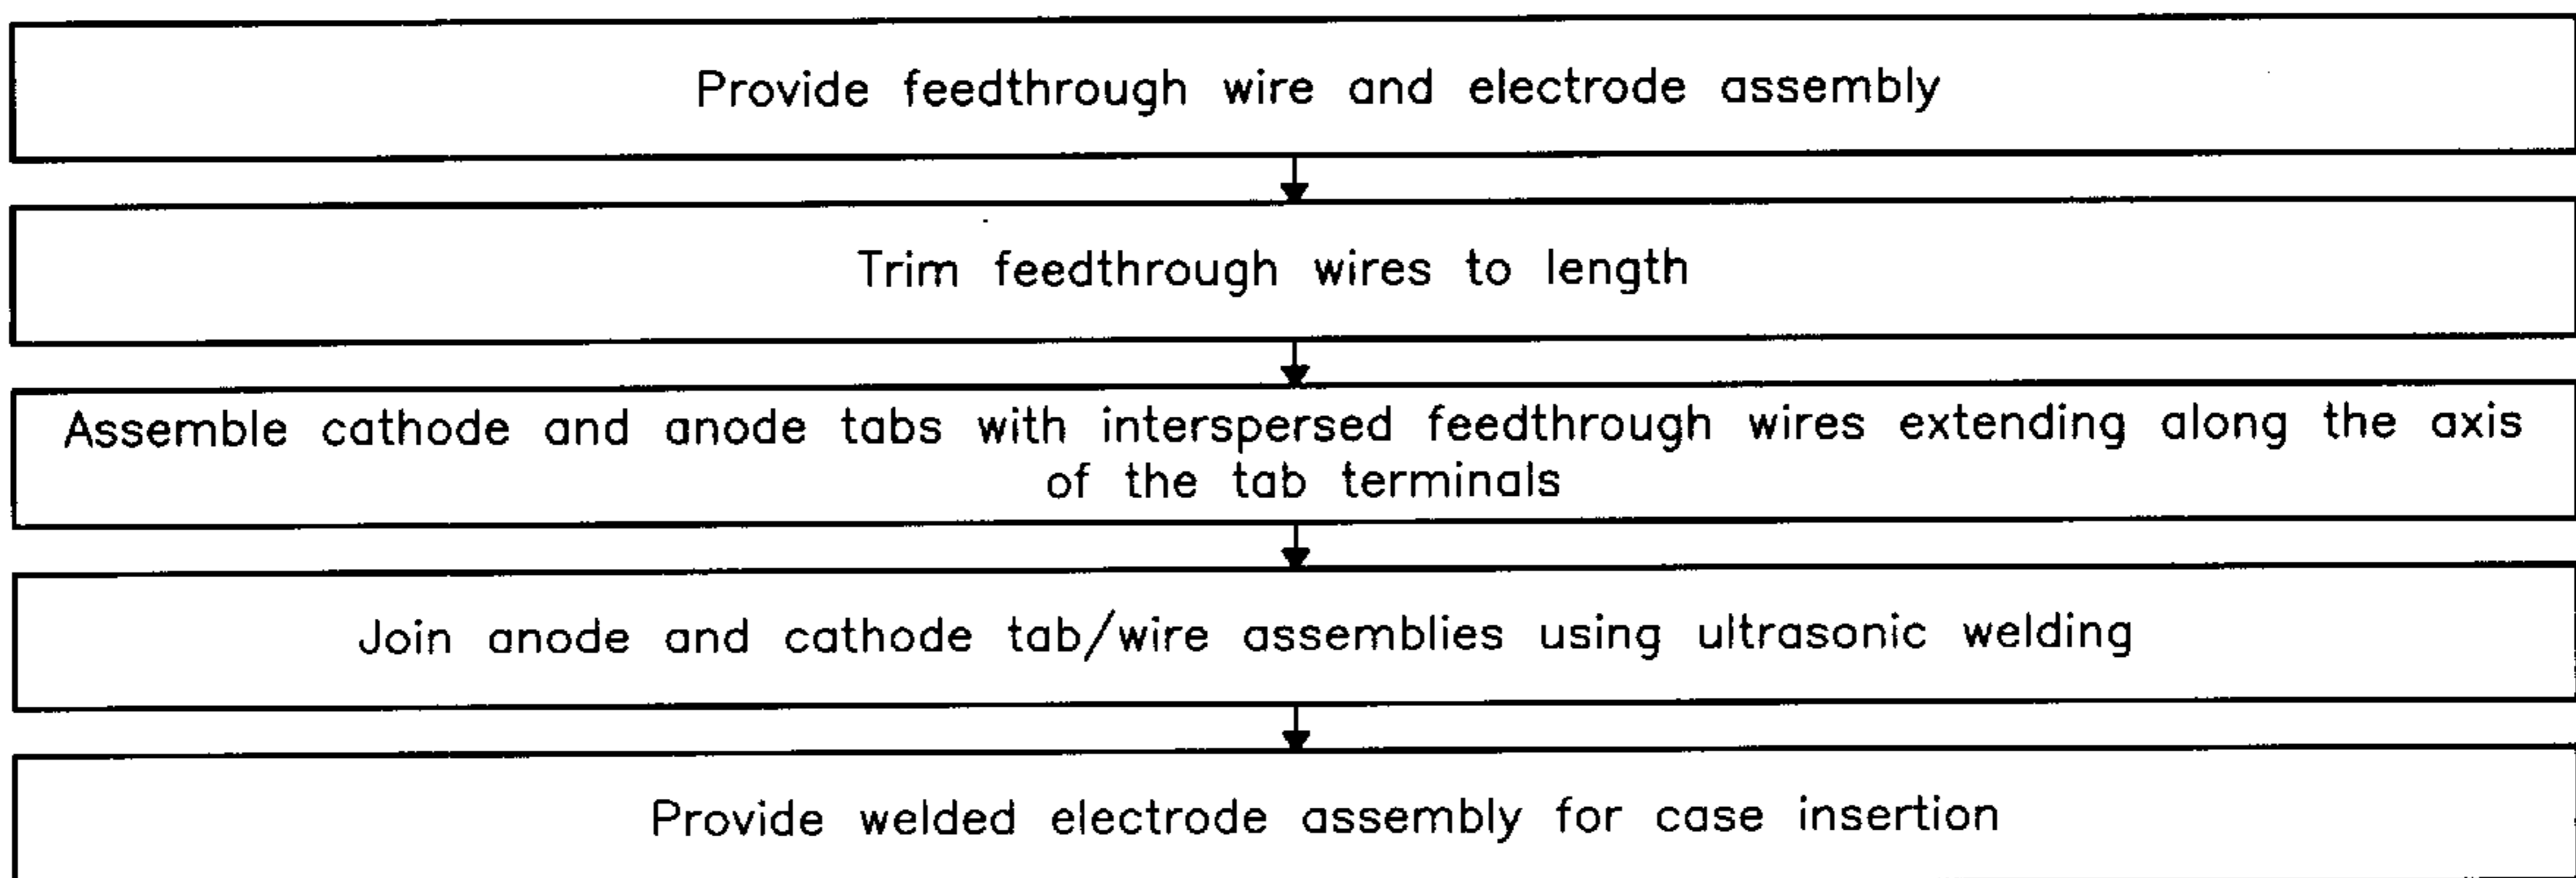 Provide feedthrough wire and electrode assembly
Trim feedthrough wires to length
Assemble cathode and anode tabs with interspersed feedthrough wires extending along the axis
of the tab terminals
Join anode and cathode tab/wire assemblies using ultrasonic welding
Provide welded electrode assembly for case insertion